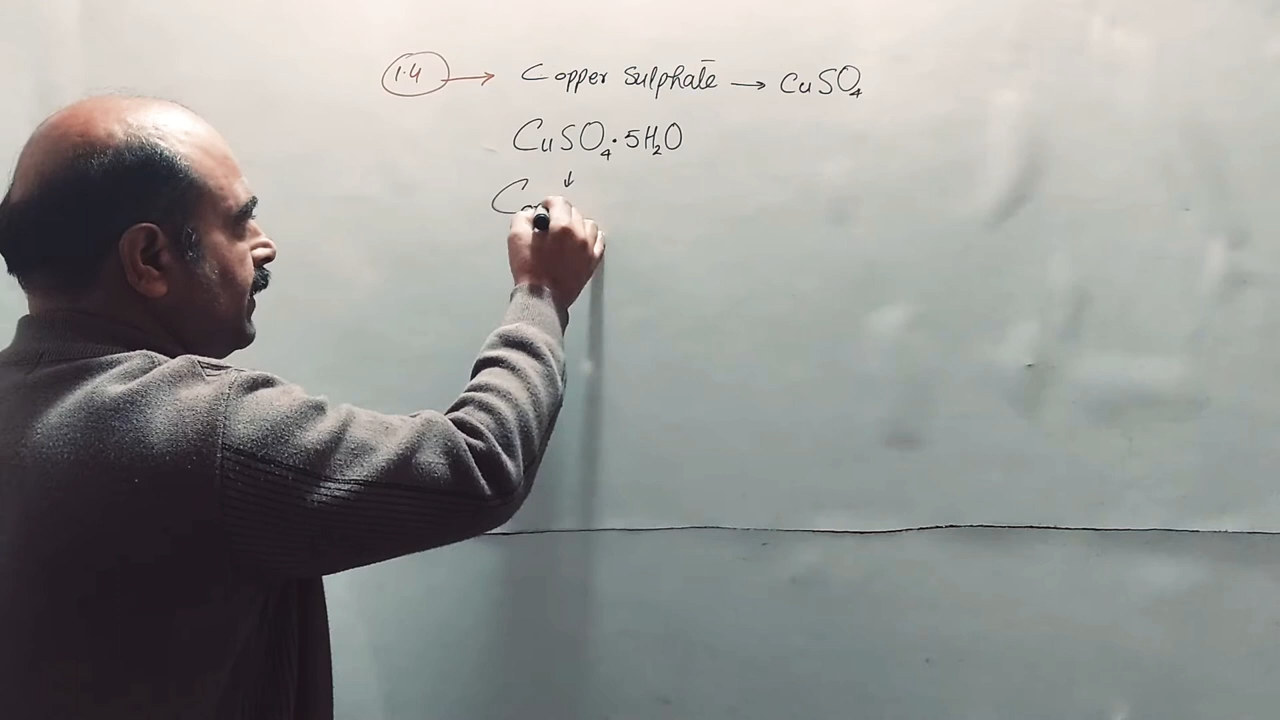 1.4 → Copper Sulphate → CuSO₄
CuSO₄·5H₂O
↓